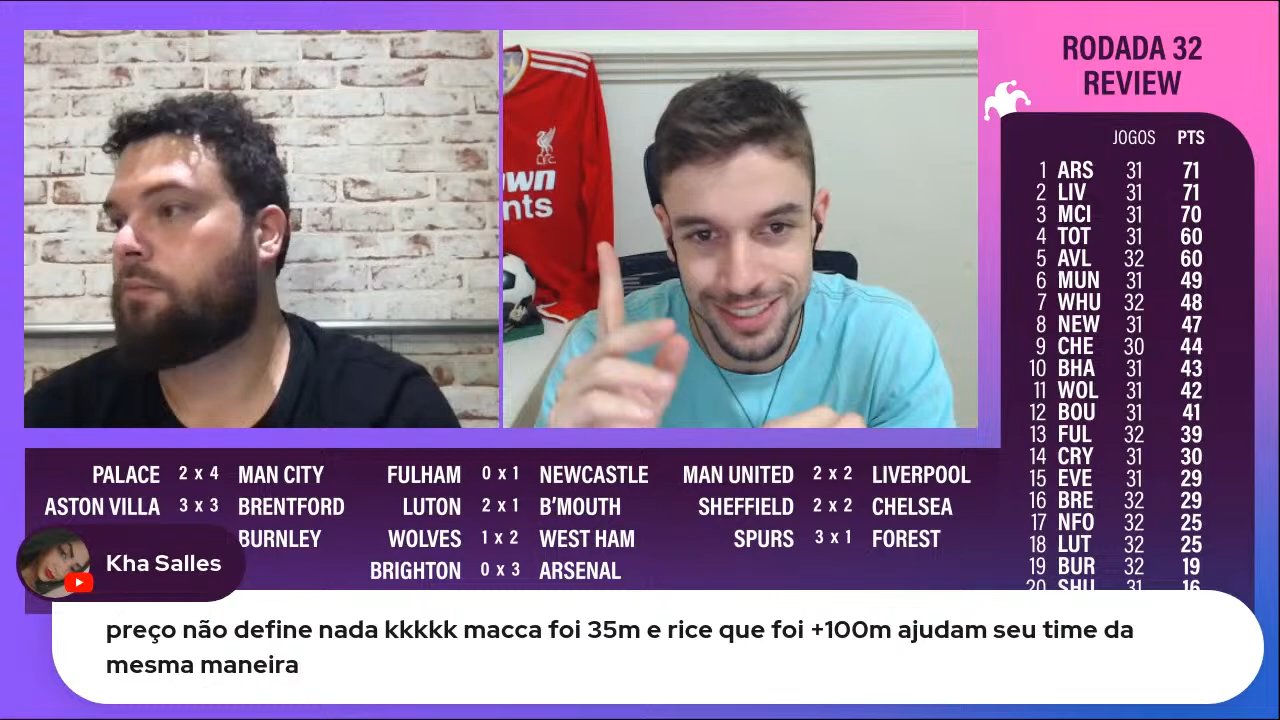 RODADA 32
REVIEW
JOGOS PTS
1 ARS 31 71
2 LIV 31 71
3 MCI 31 70
4 TOT 31 60
5 AVL 32 60
6 MUN 31 49
7 WHU 32 48
8 NEW 31 47
9 CHE 30 44
10 BHA 31 43
11 WOL 31 42
12 BOU 31 41
13 FUL 32 39
14 CRY 31 30
15 EVE 31 29
16 BRE 32 29
17 NFO 32 25
18 LUT 32 25
19 BUR 32 19
20 SHU 31 16
L.F.C.
own
nts
PALACE 2 x 4 MAN CITY FULHAM 0 x 1 NEWCASTLE MAN UNITED 2 x 2 LIVERPOOL
ASTON VILLA 3 x 3 BRENTFORD LUTON 2 x 1 B'MOUTH SHEFFIELD 2 x 2 CHELSEA
BURNLEY WOLVES 1 x 2 WEST HAM SPURS 3 x 1 FOREST
BRIGHTON 0 x 3 ARSENAL
Kha Salles
preço não define nada kkkkk macca foi 35m e rice que foi +100m ajudam seu time da
mesma maneira